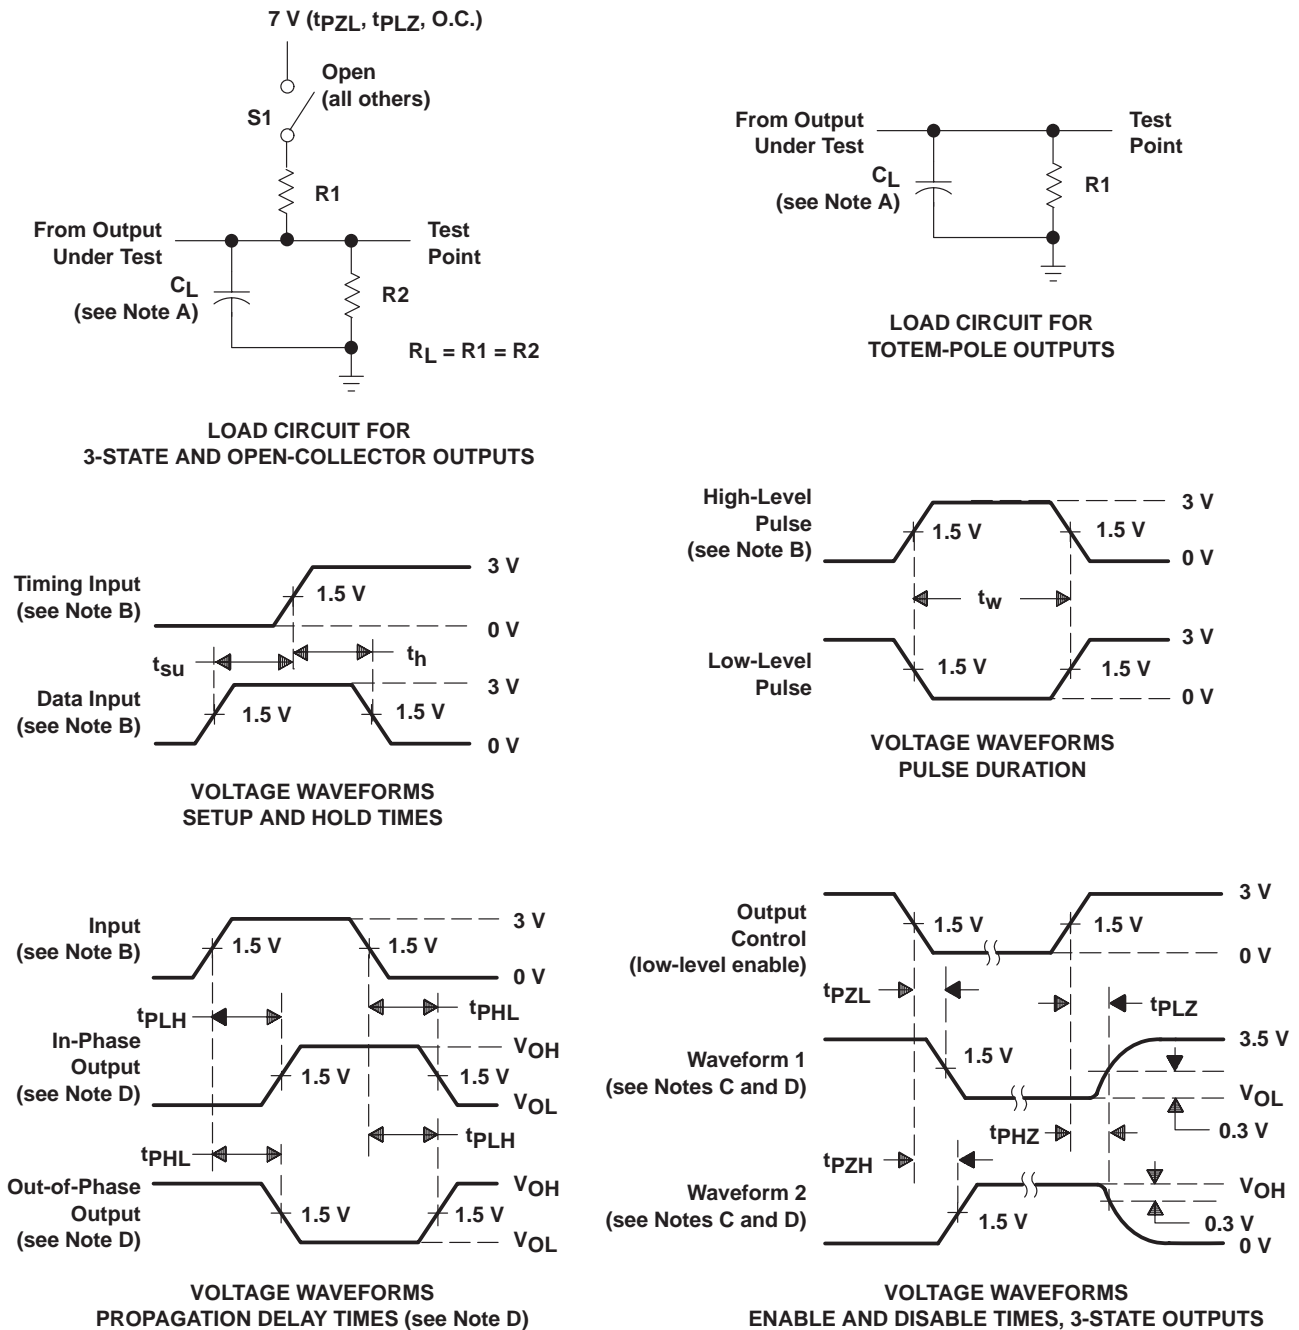 7 V (tPZL, tPLZ, O.C.)
Open
(all others)
S1
R1
From Output
Under Test
Test
Point
CL
(see Note A)
R2
RL = R1 = R2
LOAD CIRCUIT FOR
3-STATE AND OPEN-COLLECTOR OUTPUTS
From Output
Under Test
Test
Point
CL
(see Note A)
R1
LOAD CIRCUIT FOR
TOTEM-POLE OUTPUTS
Timing Input
(see Note B)
1.5 V
3 V
0 V
tsu
th
Data Input
(see Note B)
1.5 V
1.5 V
3 V
0 V
VOLTAGE WAVEFORMS
SETUP AND HOLD TIMES
High-Level
Pulse
(see Note B)
1.5 V
1.5 V
3 V
0 V
tw
Low-Level
Pulse
1.5 V
1.5 V
3 V
0 V
VOLTAGE WAVEFORMS
PULSE DURATION
Input
(see Note B)
1.5 V
1.5 V
3 V
0 V
tPLH
tPHL
In-Phase
Output
(see Note D)
1.5 V
1.5 V
VOH
VOL
tPHL
tPLH
Out-of-Phase
Output
(see Note D)
1.5 V
1.5 V
VOH
VOL
VOLTAGE WAVEFORMS
PROPAGATION DELAY TIMES (see Note D)
Output
Control
(low-level enable)
1.5 V
1.5 V
3 V
0 V
tPZL
tPLZ
Waveform 1
(see Notes C and D)
1.5 V
3.5 V
VOL
0.3 V
tPZH
tPHZ
Waveform 2
(see Notes C and D)
1.5 V
VOH
0.3 V
0 V
VOLTAGE WAVEFORMS
ENABLE AND DISABLE TIMES, 3-STATE OUTPUTS